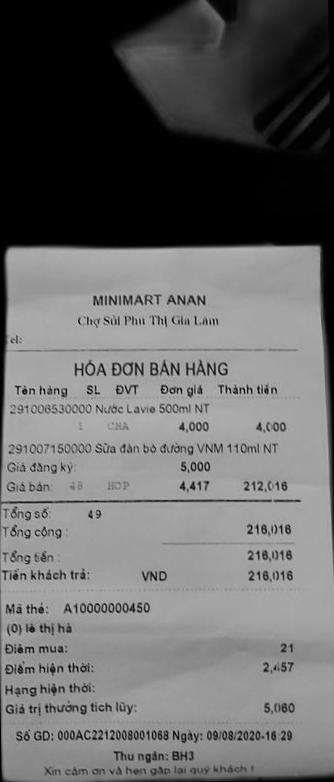 MINIMART ANAN
Chợ Sủi Phú Thị Gia Lâm
Tel:
HÓA ĐƠN BÁN HÀNG
Tên hàng SL ĐVT Đơn giá Thành tiền
291006530000 Nước Lavie 500ml NT
1 CHA 4,000 4,000
291007150000 Sữa đàn bò đường VNM 110ml NT
Giá đăng ký: 5,000
Giá bán: 48 HOP 4,417 212,016
Tổng số: 49
Tổng cộng : 216,016
Tổng tiền : 216,016
Tiền khách trả: VND 216,016
Mã thẻ: A10000000450
(0) lê thị hà
Điểm mua: 21
Điểm hiện thời: 2,457
Hạng hiện thời:
Giá trị thưởng tích lũy: 5,060
Số GD: 000AC2212008001068 Ngày: 09/08/2020-16:29
Thu ngân: BH3
Xin cảm ơn và hẹn gặp lại quý khách !